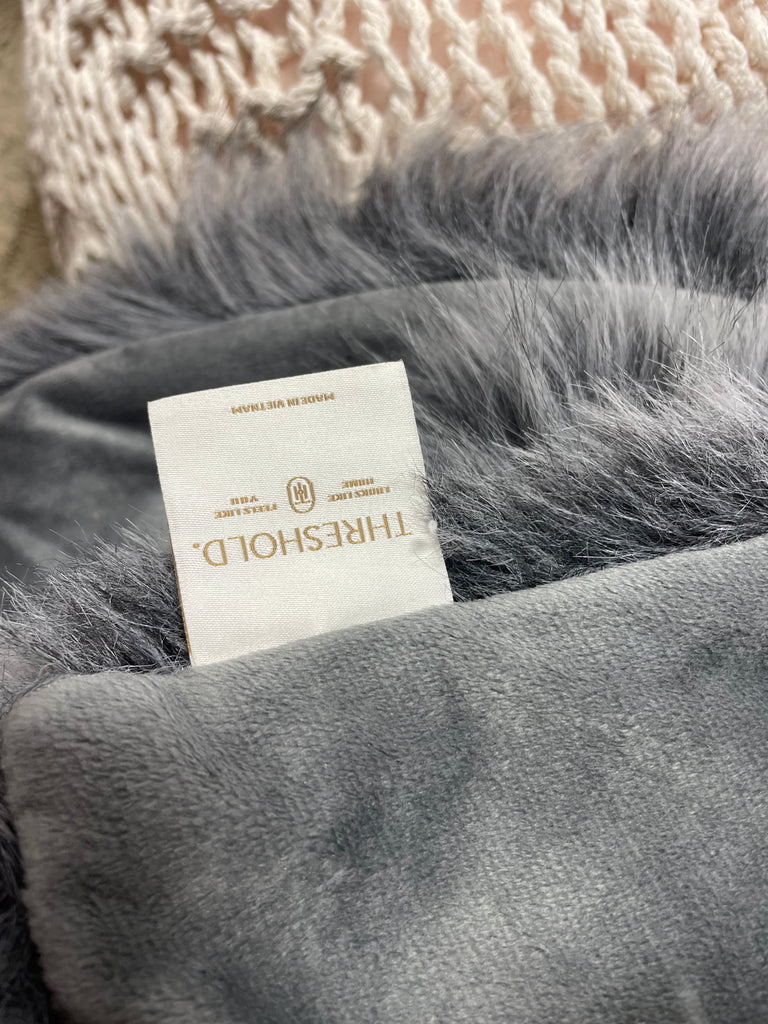 THRESHOLD.
LOOKS LIKE
HOME
FEELS LIKE
YOU
MADE IN VIETNAM